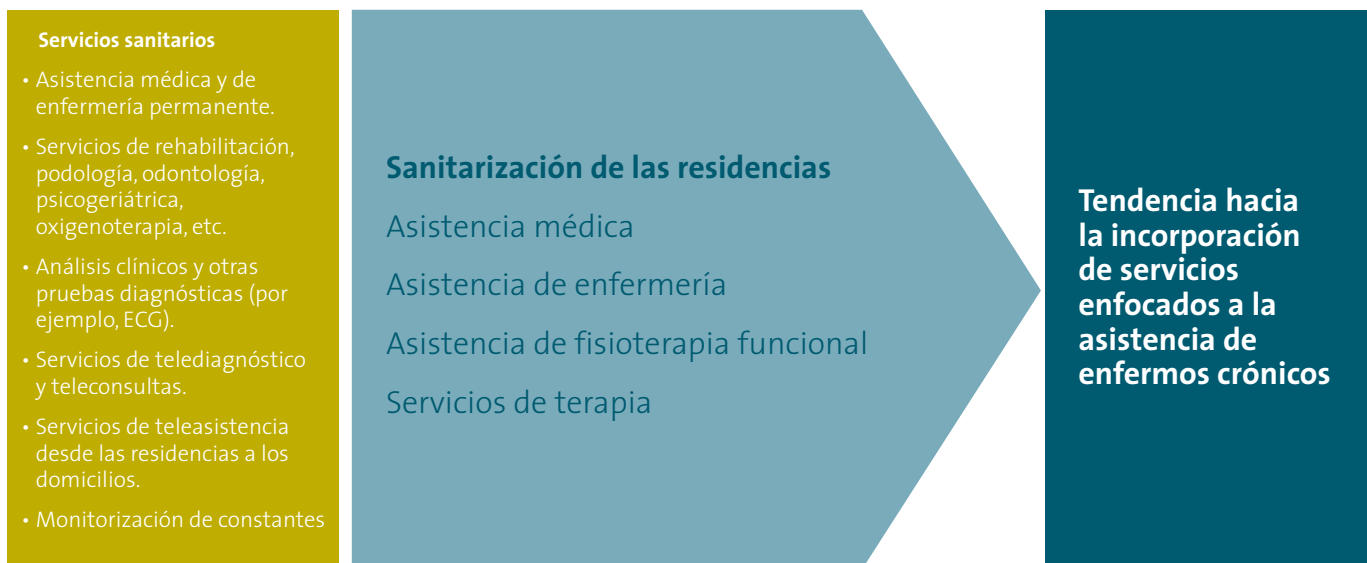 Servicios sanitarios
• Asistencia médica y de
enfermería permanente.
• Servicios de rehabilitación,
podología, odontología,
psicogeriátrica,
oxigenoterapia, etc.
• Análisis clínicos y otras
pruebas diagnósticas (por
ejemplo, ECG).
• Servicios de telediagnóstico
y teleconsultas.
• Servicios de teleasistencia
desde las residencias a los
domicilios.
• Monitorización de constantes
Sanitarización de las residencias
Asistencia médica
Asistencia de enfermería
Asistencia de fisioterapia funcional
Servicios de terapia
Tendencia hacia
la incorporación
de servicios
enfocados a la
asistencia de
enfermos crónicos